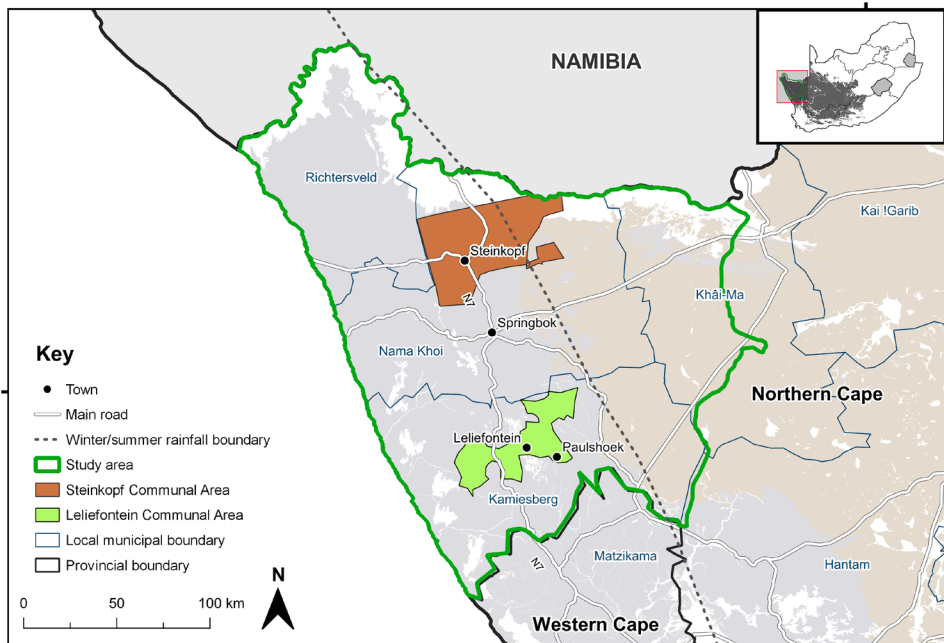 NAMIBIA
Richtersveld
Kai !Garib
Steinkopf
Khâi-Ma
N7
Springbok
Nama Khoi
Northern Cape
Leliefontein
Paulshoek
Kamiesberg
N7
Matzikama
Hantam
Western Cape
Key
Town
Main road
Winter/summer rainfall boundary
Study area
Steinkopf Communal Area
Leliefontein Communal Area
Local municipal boundary
Provincial boundary
N
0 50 100 km